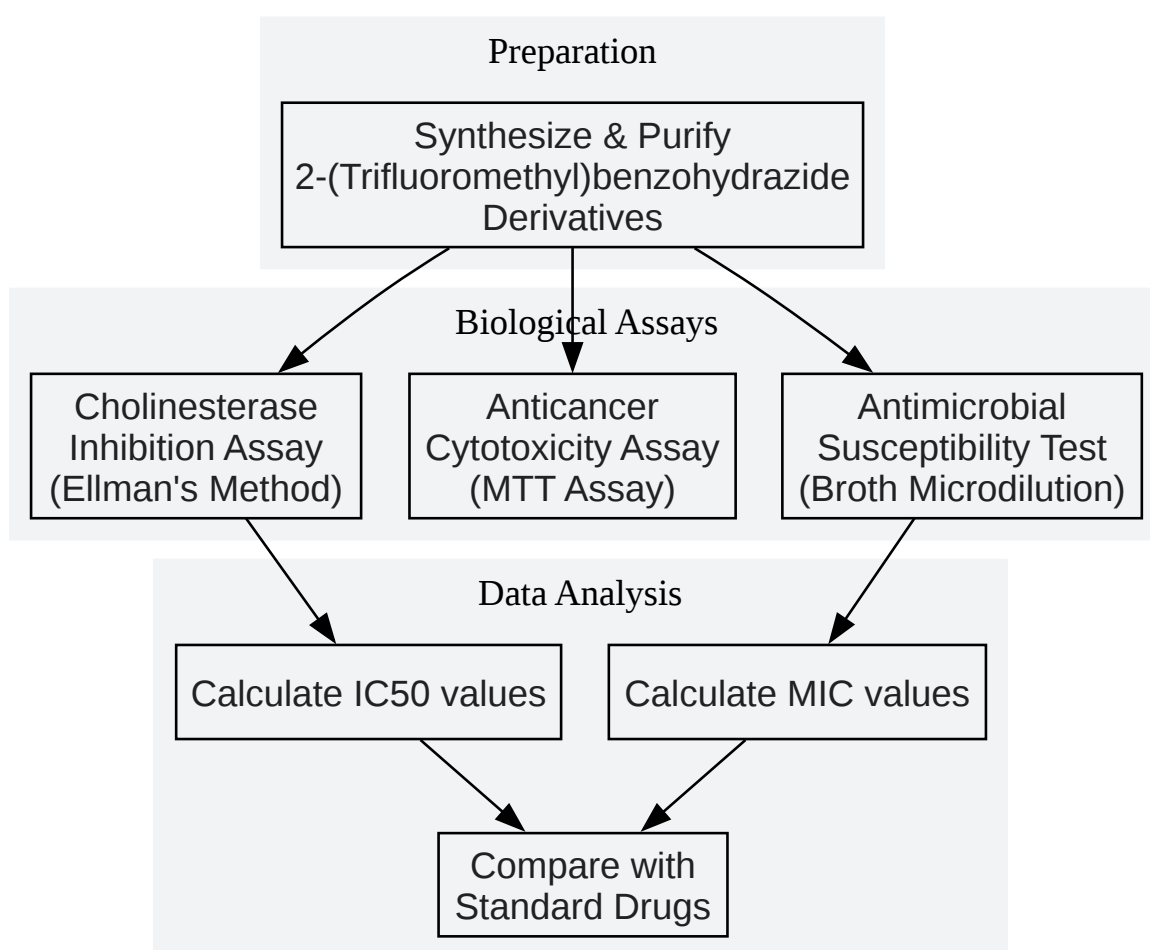 Preparation
Synthesize & Purify
2-(Trifluoromethyl)benzohydrazide
Derivatives
Biological Assays
Cholinesterase
Inhibition Assay
(Ellman's Method)
Anticancer
Cytotoxicity Assay
(MTT Assay)
Antimicrobial
Susceptibility Test
(Broth Microdilution)
Data Analysis
Calculate IC50 values
Calculate MIC values
Compare with
Standard Drugs